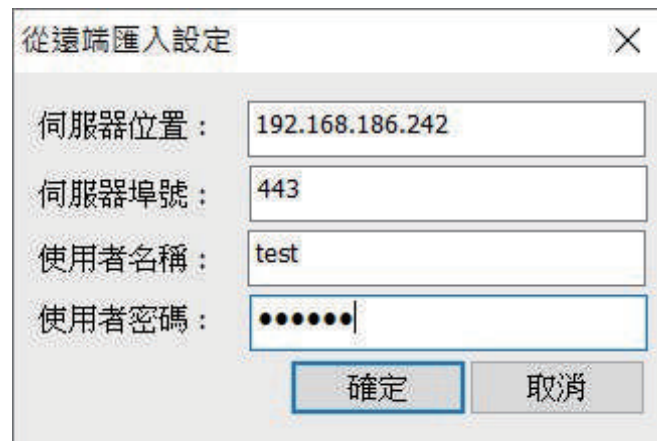 從遠端匯入設定
伺服器位置： 192.168.186.242
伺服器埠號： 443
使用者名稱： test
使用者密碼： ●●●●●●
確定 取消